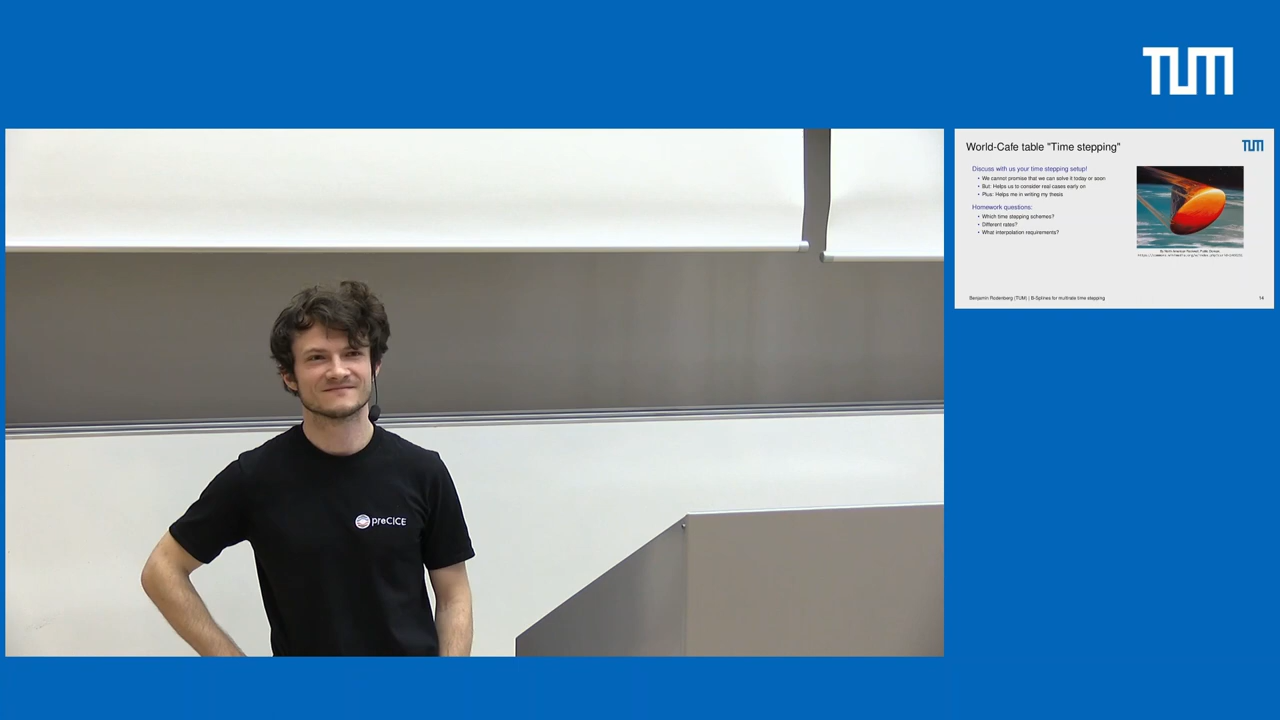 TUM
World-Cafe table "Time stepping"
TUM
Discuss with us your time stepping setup!
• We cannot promise that we can solve it today or soon
• But: Helps us to consider real cases early on
• Plus: Helps me in writing my thesis
Homework questions:
• Which time stepping schemes?
• Different rates?
• What interpolation requirements?
Benjamin Rodenberg (TUM) | B-Splines for multirate time stepping
14
preCICE